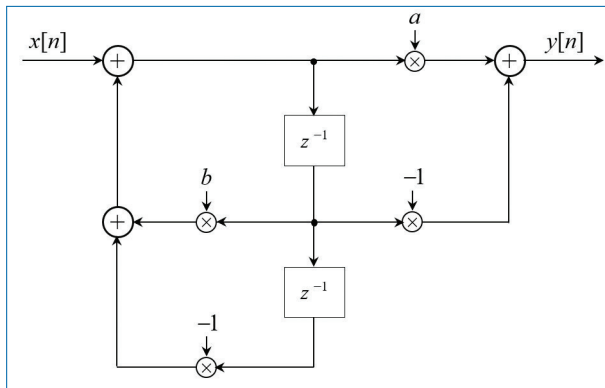 a
x[n]
y[n]
+
×
+
z⁻¹
b
−1
+
×
×
z⁻¹
−1
×